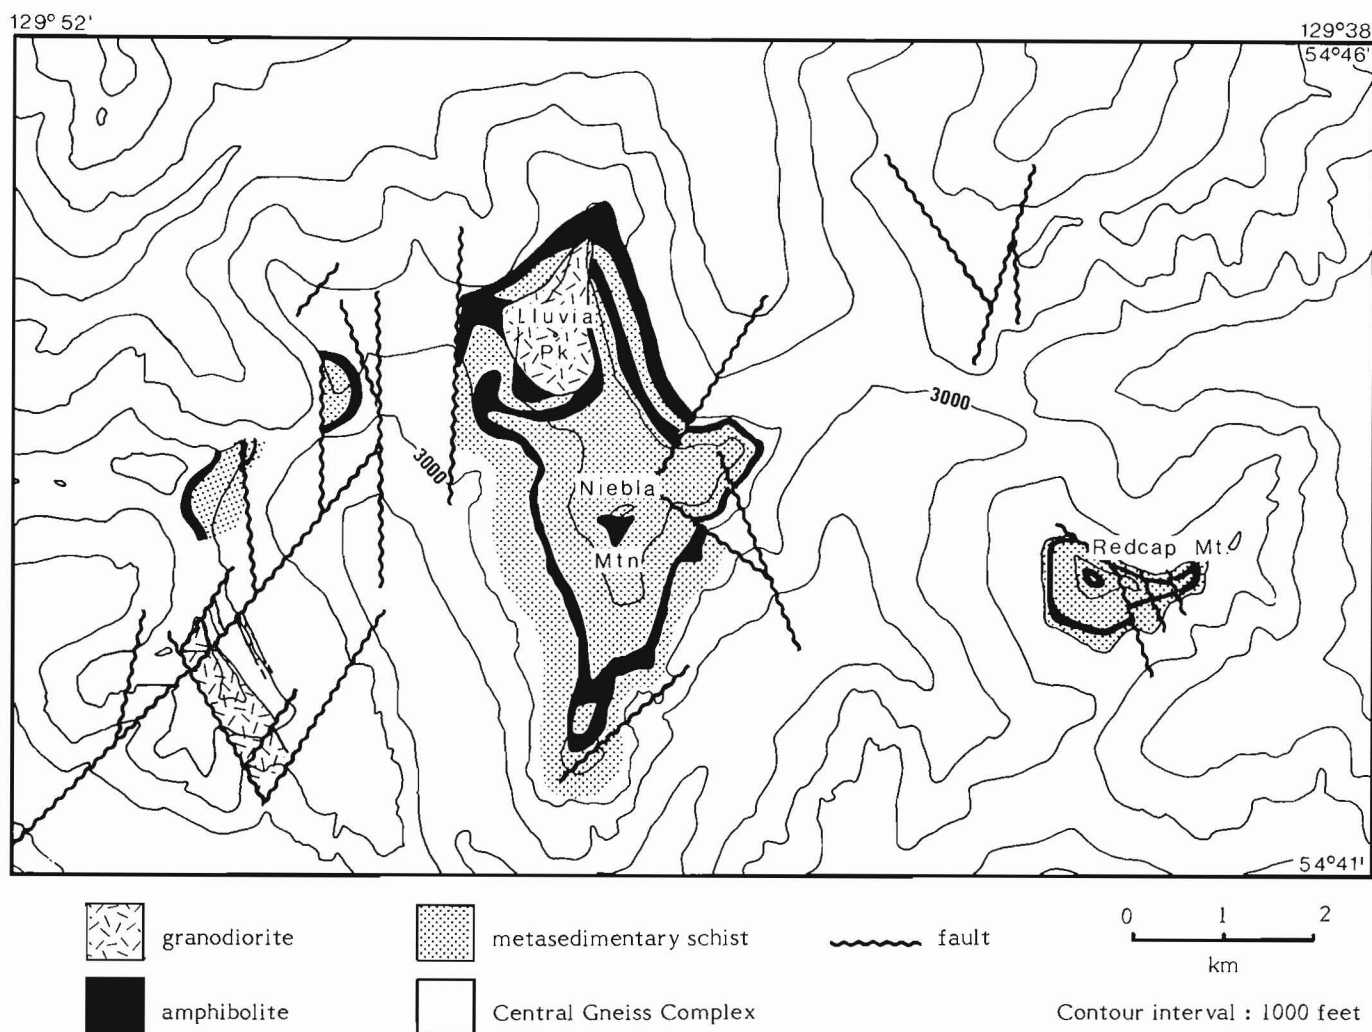 129° 52'
129°38'
54°46'
Lluvia
Pk.
3000
3000
Niebla
Mtn
Redcap Mt.
54°41'
granodiorite
metasedimentary schist
fault
0 1 2
km
amphibolite
Central Gneiss Complex
Contour interval : 1000 feet